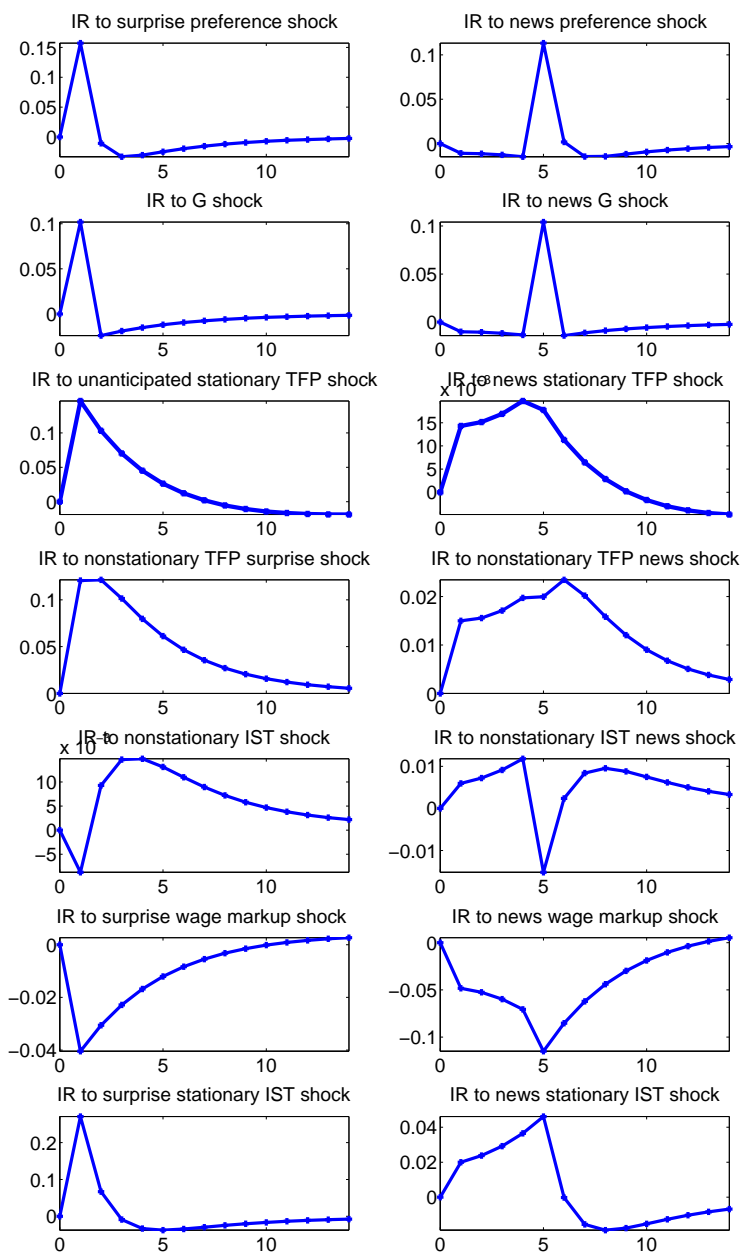 IR to surprise preference shock
0.15
0.1
0.05
0
0 5 10
IR to news preference shock
0.1
0.05
0
0 5 10
IR to G shock
0.1
0.05
0
0 5 10
IR to news G shock
0.1
0.05
0
0 5 10
IR to unanticipated stationary TFP shock
0.1
0.05
0
0 5 10
IR to news stationary TFP shock
x 10⁻³
15
10
5
0
0 5 10
IR to nonstationary TFP surprise shock
0.1
0.05
0
0 5 10
IR to nonstationary TFP news shock
0.02
0.01
0
0 5 10
IR to nonstationary IST shock
x 10⁻³
10
5
0
−5
0 5 10
IR to nonstationary IST news shock
0.01
0
−0.01
0 5 10
IR to surprise wage markup shock
0
−0.02
−0.04
0 5 10
IR to news wage markup shock
0
−0.05
−0.1
0 5 10
IR to surprise stationary IST shock
0.2
0.1
0
0 5 10
IR to news stationary IST shock
0.04
0.02
0
0 5 10